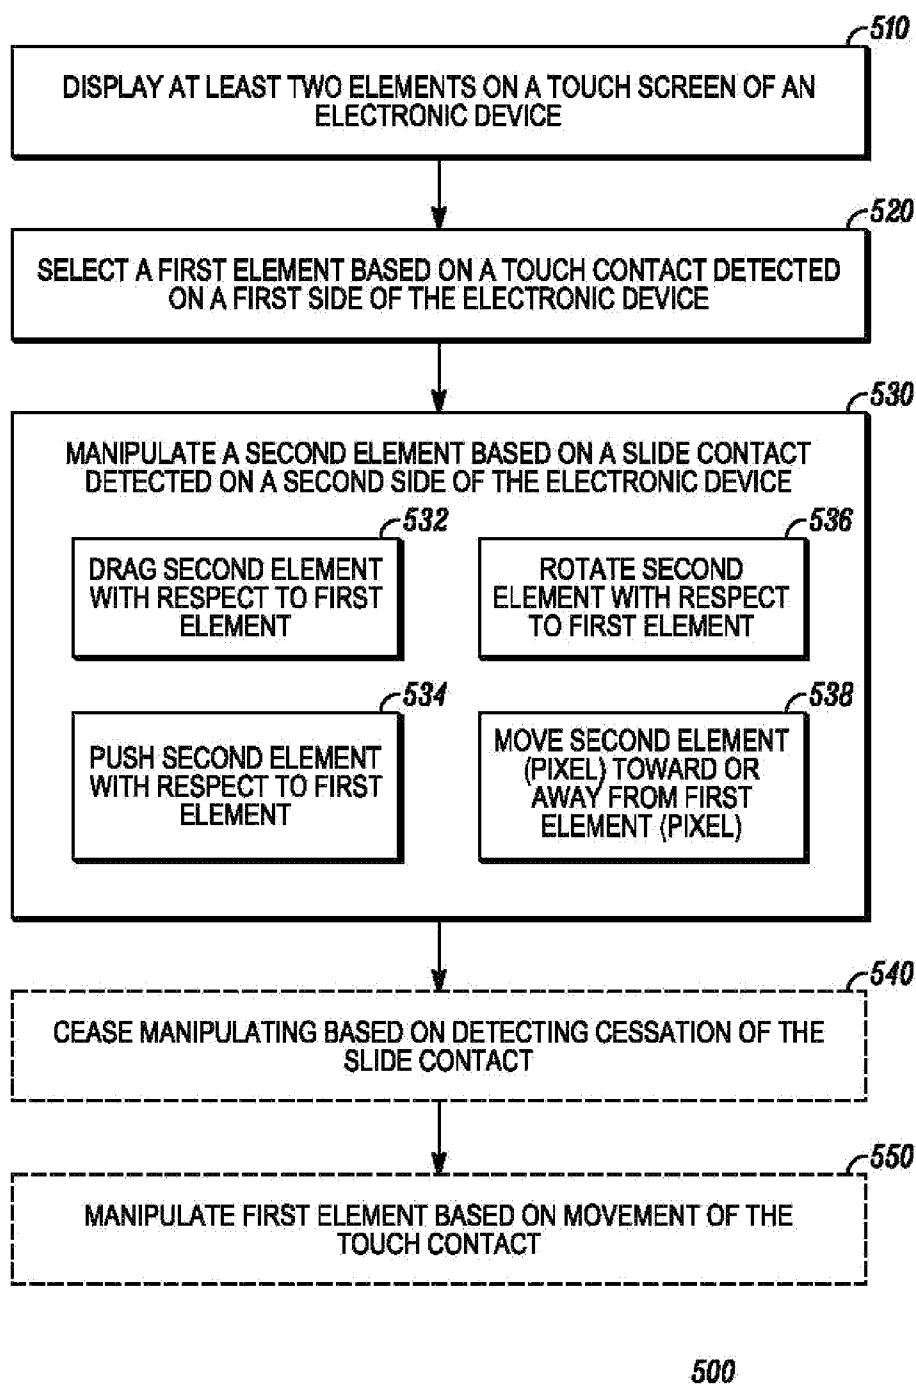 510
DISPLAY AT LEAST TWO ELEMENTS ON A TOUCH SCREEN OF AN
ELECTRONIC DEVICE
520
SELECT A FIRST ELEMENT BASED ON A TOUCH CONTACT DETECTED
ON A FIRST SIDE OF THE ELECTRONIC DEVICE
530
MANIPULATE A SECOND ELEMENT BASED ON A SLIDE CONTACT
DETECTED ON A SECOND SIDE OF THE ELECTRONIC DEVICE
532
DRAG SECOND ELEMENT
WITH RESPECT TO FIRST
ELEMENT
536
ROTATE SECOND
ELEMENT WITH RESPECT
TO FIRST ELEMENT
534
PUSH SECOND ELEMENT
WITH RESPECT TO FIRST
ELEMENT
538
MOVE SECOND ELEMENT
(PIXEL) TOWARD OR
AWAY FROM FIRST
ELEMENT (PIXEL)
540
CEASE MANIPULATING BASED ON DETECTING CESSATION OF THE
SLIDE CONTACT
550
MANIPULATE FIRST ELEMENT BASED ON MOVEMENT OF THE
TOUCH CONTACT
500